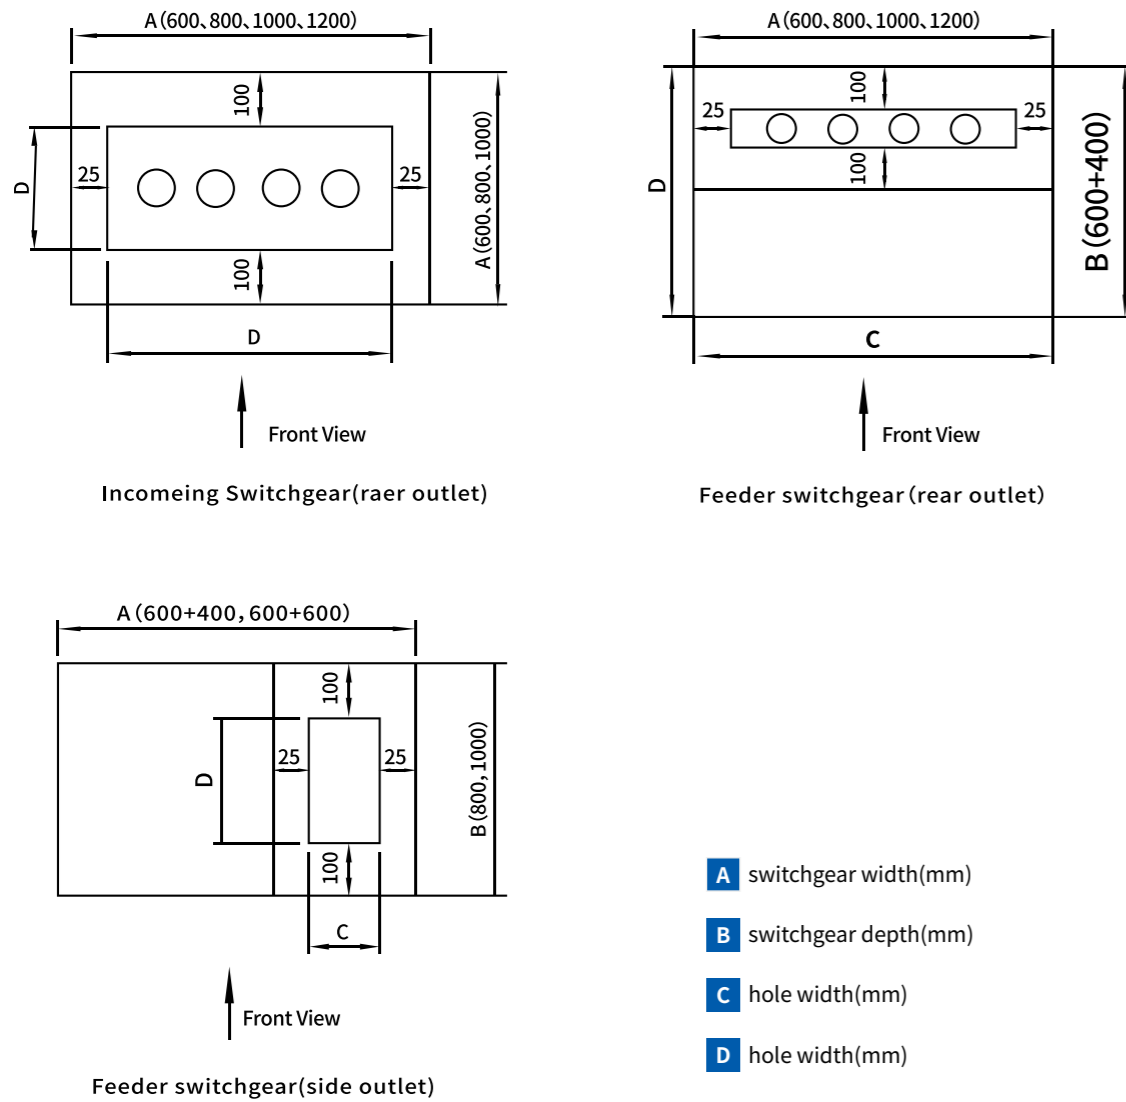 A(600、800、1000、1200)
100
25
25
D
A(600、800、1000)
100
D
Front View
Incomeing Switchgear(raer outlet)
A(600、800、1000、1200)
100
25
25
D
100
B(600+400)
C
Front View
Feeder switchgear(rear outlet)
A(600+400,600+600)
100
25
25
D
B(800,1000)
100
C
Front View
Feeder switchgear(side outlet)
A switchgear width(mm)
B switchgear depth(mm)
C hole width(mm)
D hole width(mm)